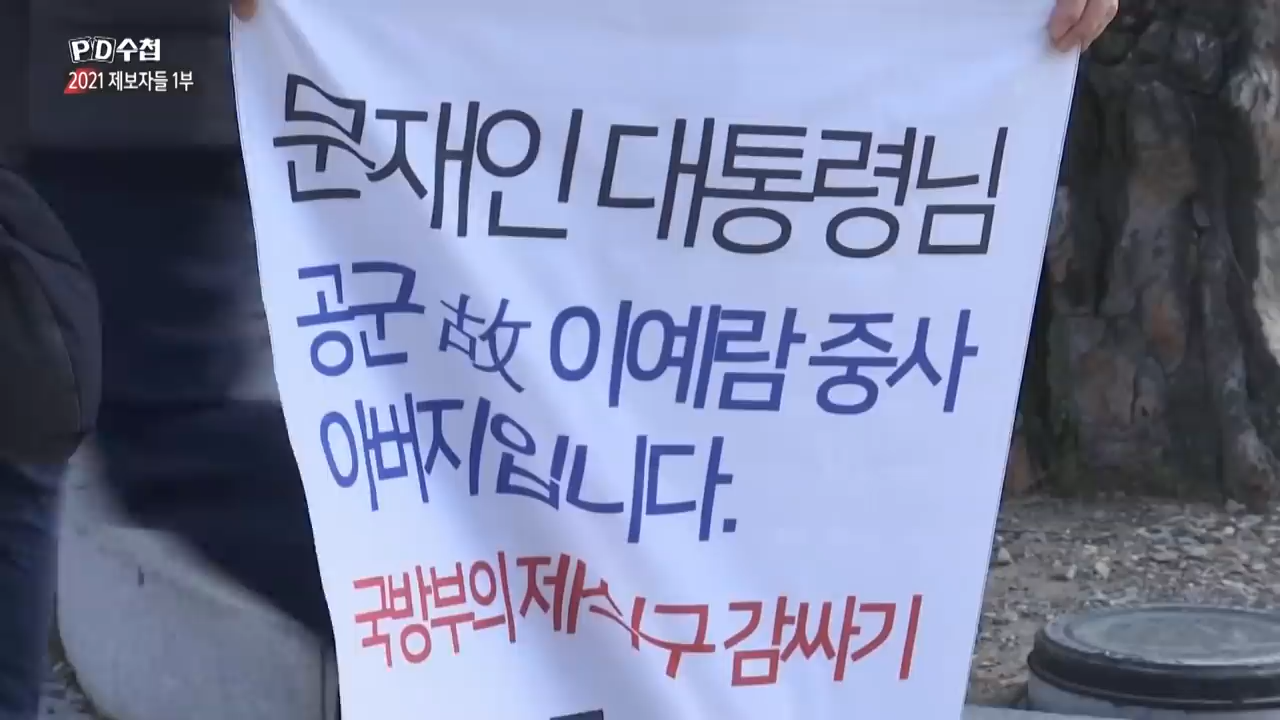 PD수첩
2021 제보자들 1부
문재인 대통령님
공군 故 이예람 중사
아빠지입니다.
국방부의 제식구 감싸기